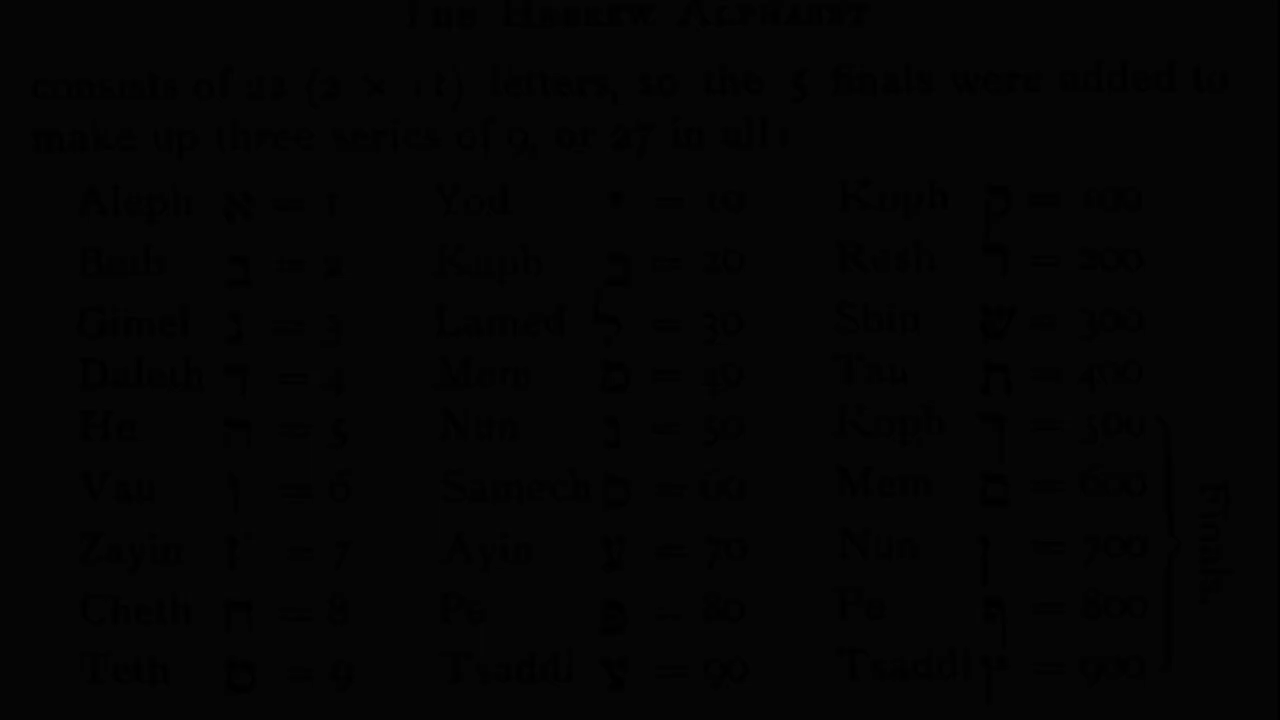 THE HEBREW ALPHABET
consists of 22 (2 × 11) letters, so the 5 finals were added to
make up three series of 9, or 27 in all:
Aleph א = 1 Yod י = 10 Koph ק = 100
Beth ב = 2 Kaph כ = 20 Resh ר = 200
Gimel ג = 3 Lamed ל = 30 Shin ש = 300
Daleth ד = 4 Mem מ = 40 Tau ת = 400
He ה = 5 Nun נ = 50 Koph ך = 500
Vau ו = 6 Samech ס = 60 Mem ם = 600
Zayin ז = 7 Ayin ע = 70 Nun ן = 700
Cheth ח = 8 Pe פ = 80 Pe ף = 800
Teth ט = 9 Tsaddi צ = 90 Tsaddi ץ = 900
Finals.